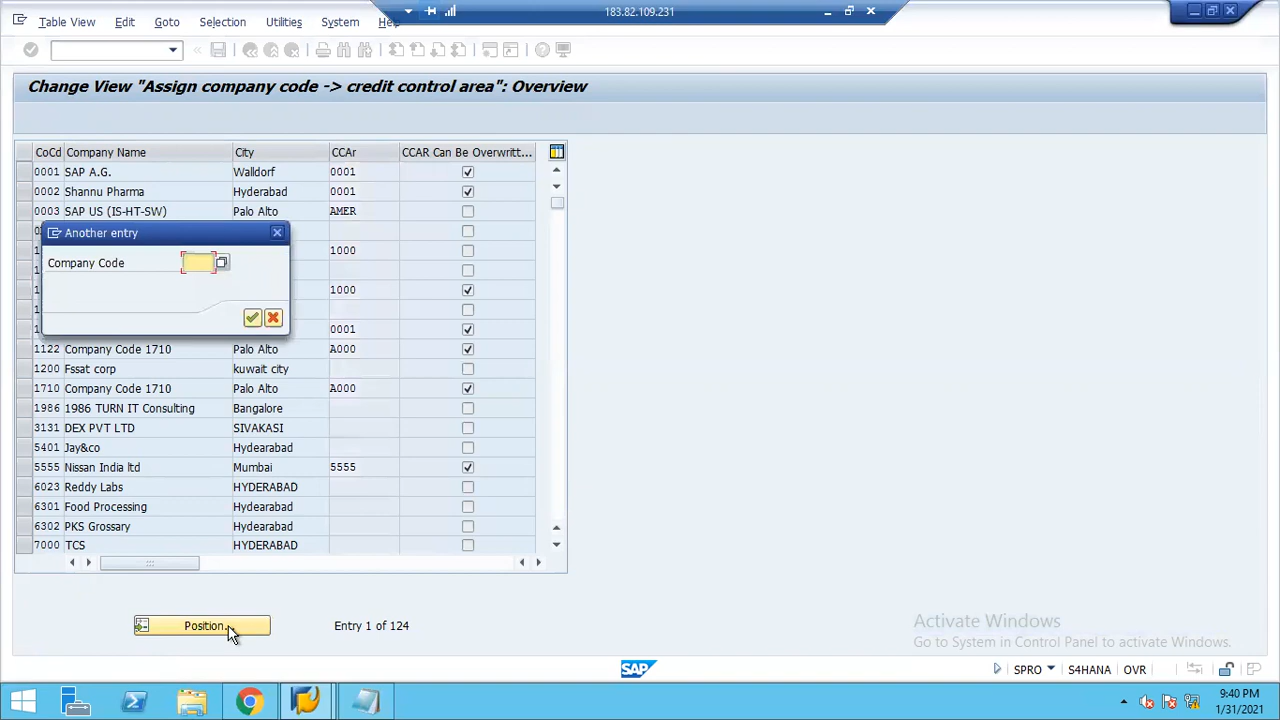 183.82.109.231
Table View Edit Goto Selection Utilities System Help
Change View "Assign company code -> credit control area": Overview
CoCd Company Name City CCAr CCAR Can Be Overwritt...
0001 SAP A.G. Walldorf 0001
0002 Shannu Pharma Hyderabad 0001
0003 SAP US (IS-HT-SW) Palo Alto AMER
Another entry
Company Code
1000
1000
0001
1122 Company Code 1710 Palo Alto A000
1200 Fssat corp kuwait city
1710 Company Code 1710 Palo Alto A000
1986 1986 TURN IT Consulting Bangalore
3131 DEX PVT LTD SIVAKASI
5401 Jay&co Hydearabad
5555 Nissan India ltd Mumbai 5555
6023 Reddy Labs HYDERABAD
6301 Food Processing Hydearabad
6302 PKS Grossary Hydearabad
7000 TCS HYDERABAD
Position... Entry 1 of 124
Activate Windows
Go to System in Control Panel to activate Windows.
SAP
SPRO S4HANA OVR
9:40 PM
1/31/2021